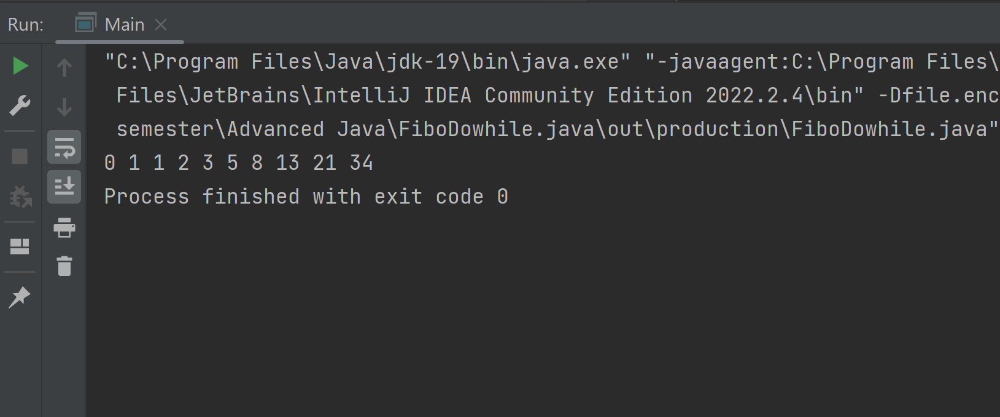 Run: Main
"C:\Program Files\Java\jdk-19\bin\java.exe" "-javaagent:C:\Program Files\
Files\JetBrains\IntelliJ IDEA Community Edition 2022.2.4\bin" -Dfile.enc
semester\Advanced Java\FiboDowhile.java\out\production\FiboDowhile.java"
0 1 1 2 3 5 8 13 21 34
Process finished with exit code 0